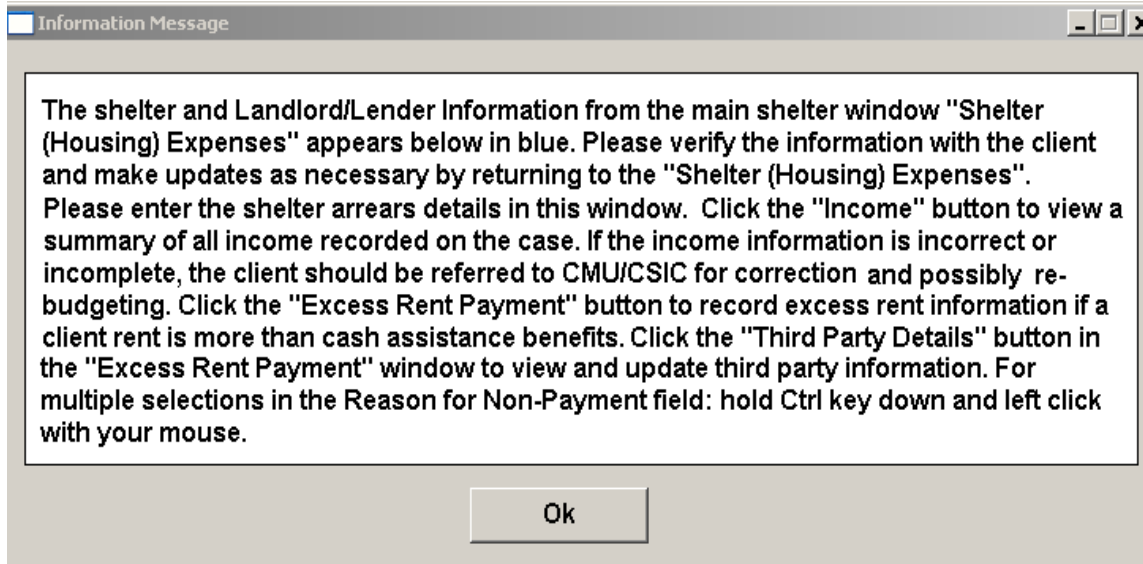 Information Message
The shelter and Landlord/Lender Information from the main shelter window "Shelter
(Housing) Expenses" appears below in blue. Please verify the information with the client
and make updates as necessary by returning to the "Shelter (Housing) Expenses".
Please enter the shelter arrears details in this window. Click the "Income" button to view a
summary of all income recorded on the case. If the income information is incorrect or
incomplete, the client should be referred to CMU/CSIC for correction and possibly re-
budgeting. Click the "Excess Rent Payment" button to record excess rent information if a
client rent is more than cash assistance benefits. Click the "Third Party Details" button in
the "Excess Rent Payment" window to view and update third party information. For
multiple selections in the Reason for Non-Payment field: hold Ctrl key down and left click
with your mouse.
Ok